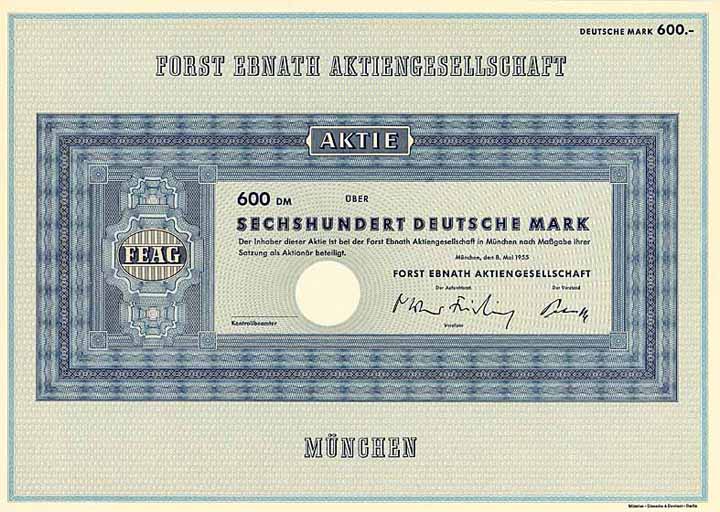 DEUTSCHE MARK 600.-
FORST EBNATH AKTIENGESELLSCHAFT
AKTIE
600 DM ÜBER
SECHSHUNDERT DEUTSCHE MARK
Der Inhaber dieser Aktie ist bei der Forst Ebnath Aktiengesellschaft in München nach Maßgabe ihrer
Satzung als Aktionär beteiligt.
München, den 8. Mai 1955
FORST EBNATH AKTIENGESELLSCHAFT
Der Aufsichtsrat Der Vorstand
FEAG
Kontrollbeamter
Vorsitzer
MÜNCHEN